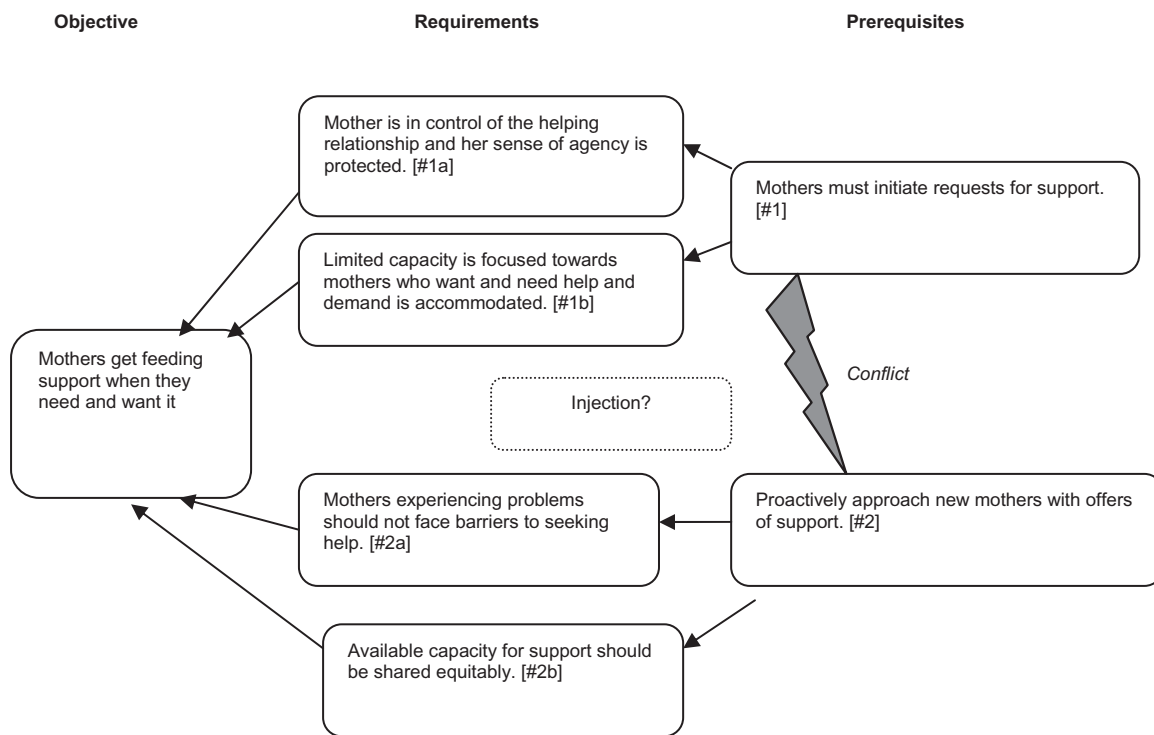 Objective
Requirements
Prerequisites
Mother is in control of the helping
relationship and her sense of agency is
protected. [#1a]
Mothers must initiate requests for support.
[#1]
Limited capacity is focused towards
mothers who want and need help and
demand is accommodated. [#1b]
Mothers get feeding
support when they
need and want it
Conflict
Injection?
Mothers experiencing problems
should not face barriers to seeking
help. [#2a]
Proactively approach new mothers with offers
of support. [#2]
Available capacity for support should
be shared equitably. [#2b]